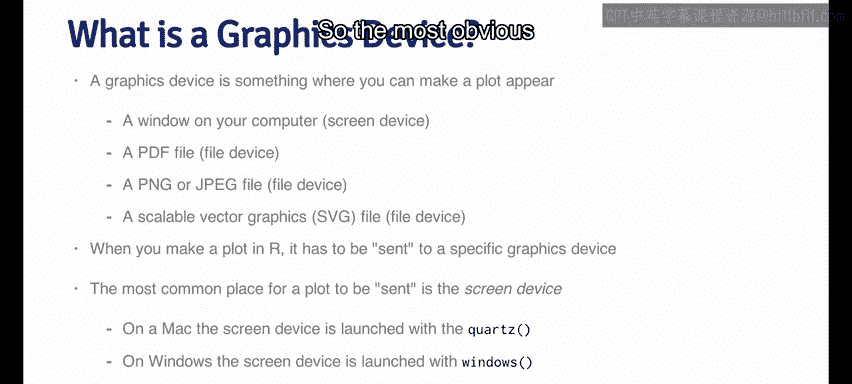 What is a Graphics Device?
So the most obvious
· A graphics device is something where you can make a plot appear
- A window on your computer (screen device)
- A PDF file (file device)
- A PNG or JPEG file (file device)
- A scalable vector graphics (SVG) file (file device)
· When you make a plot in R, it has to be "sent" to a specific graphics device
· The most common place for a plot to be "sent" is the screen device
- On a Mac the screen device is launched with the quartz()
- On Windows the screen device is launched with windows()